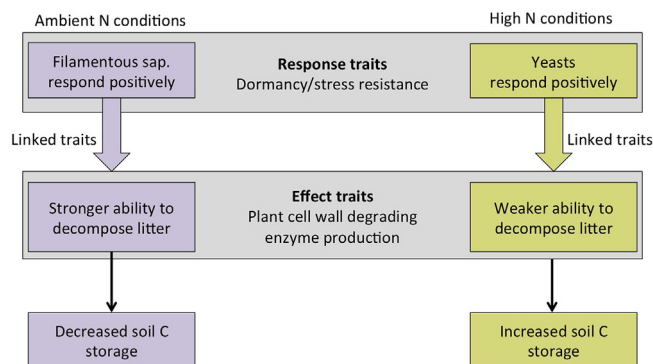 Ambient N conditions
High N conditions
Filamentous sap.
respond positively
Response traits
Dormancy/stress resistance
Yeasts
respond positively
Linked traits
Linked traits
Stronger ability to
decompose litter
Effect traits
Plant cell wall degrading
enzyme production
Weaker ability to
decompose litter
Decreased soil C
storage
Increased soil C
storage